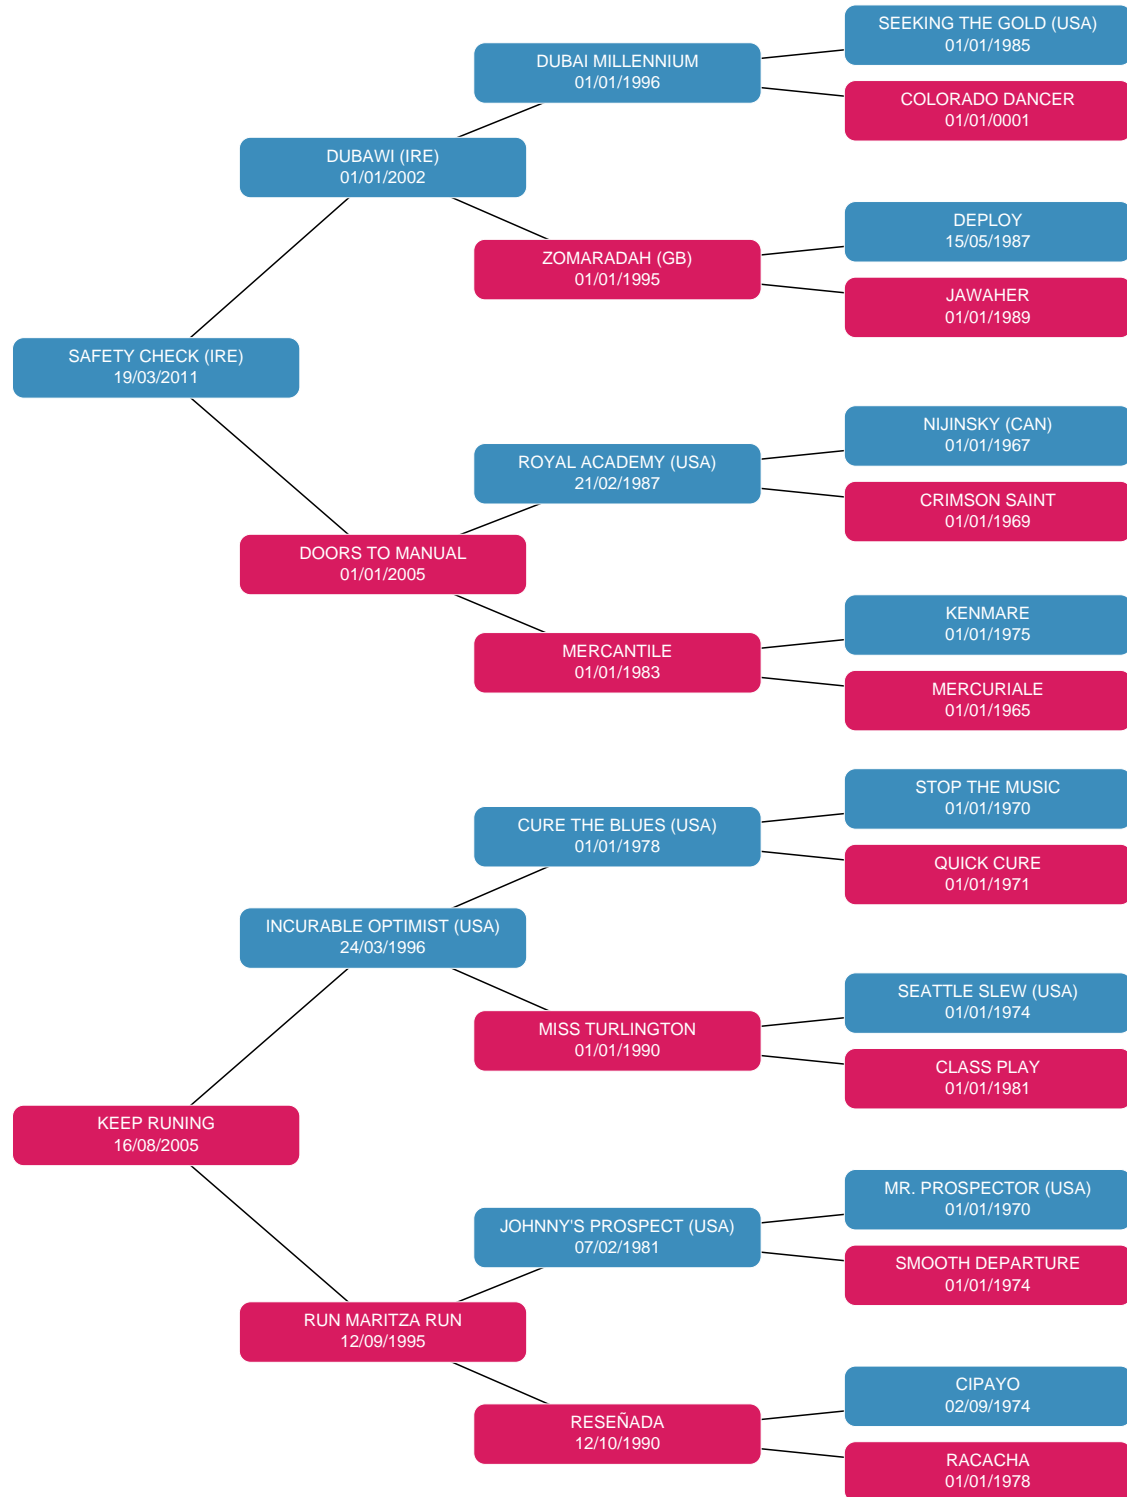 SEEKING THE GOLD (USA)
01/01/1985
DUBAI MILLENNIUM
01/01/1996
COLORADO DANCER
01/01/0001
DUBAWI (IRE)
01/01/2002
DEPLOY
15/05/1987
ZOMARADAH (GB)
01/01/1995
JAWAHER
01/01/1989
SAFETY CHECK (IRE)
19/03/2011
NIJINSKY (CAN)
01/01/1967
ROYAL ACADEMY (USA)
21/02/1987
CRIMSON SAINT
01/01/1969
DOORS TO MANUAL
01/01/2005
KENMARE
01/01/1975
MERCANTILE
01/01/1983
MERCURIALE
01/01/1965
STOP THE MUSIC
01/01/1970
CURE THE BLUES (USA)
01/01/1978
QUICK CURE
01/01/1971
INCURABLE OPTIMIST (USA)
24/03/1996
SEATTLE SLEW (USA)
01/01/1974
MISS TURLINGTON
01/01/1990
CLASS PLAY
01/01/1981
KEEP RUNING
16/08/2005
MR. PROSPECTOR (USA)
01/01/1970
JOHNNY'S PROSPECT (USA)
07/02/1981
SMOOTH DEPARTURE
01/01/1974
RUN MARITZA RUN
12/09/1995
CIPAYO
02/09/1974
RESEÑADA
12/10/1990
RACACHA
01/01/1978